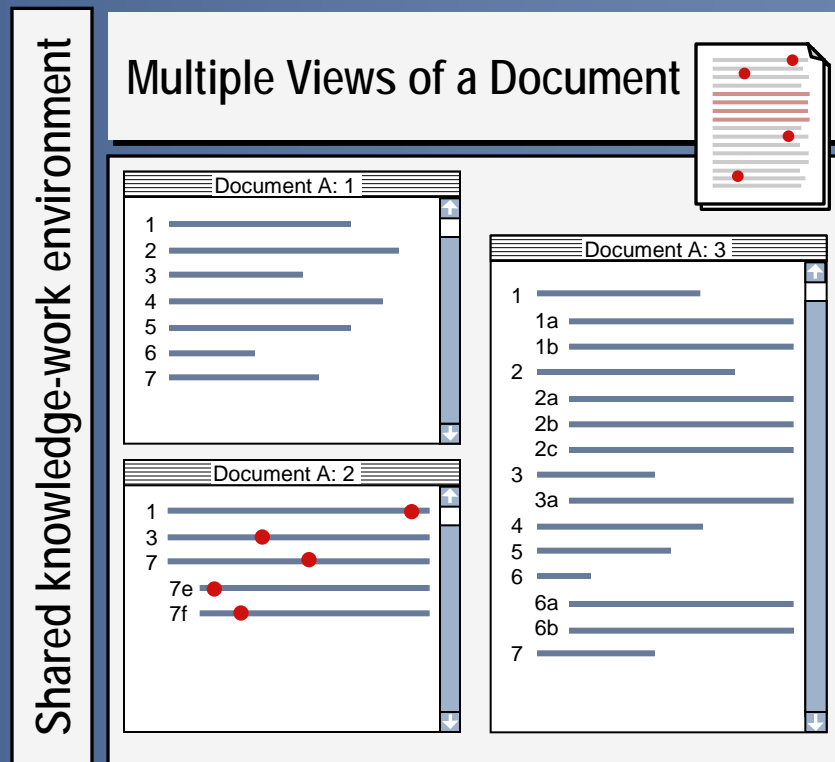 Shared knowledge-work environment
Multiple Views of a Document
Document A: 1
1
2
3
4
5
6
7
Document A: 2
1
3
7
7e
7f
Document A: 3
1
1a
1b
2
2a
2b
2c
3
3a
4
5
6
6a
6b
7